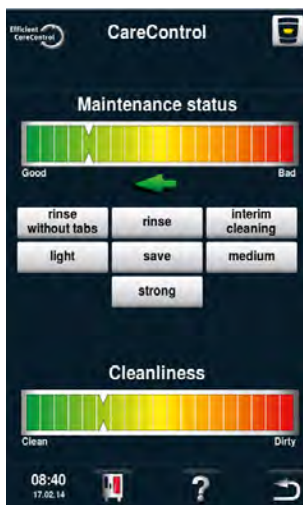 Efficient
CareControl
CareControl
Maintenance status
Good
Bad
rinse
without tabs
rinse
interim
cleaning
light
save
medium
strong
Cleanliness
Clean
Dirty
08:40
17.02.14
?